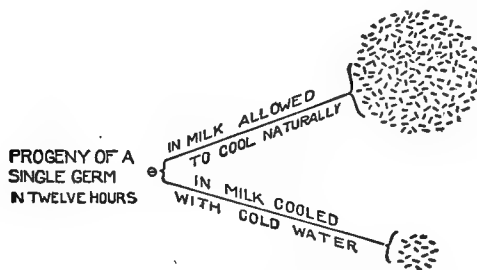 PROGENY OF A
SINGLE GERM
IN TWELVE HOURS
IN MILK ALLOWED
TO COOL NATURALLY
IN MILK COOLED
WITH COLD WATER